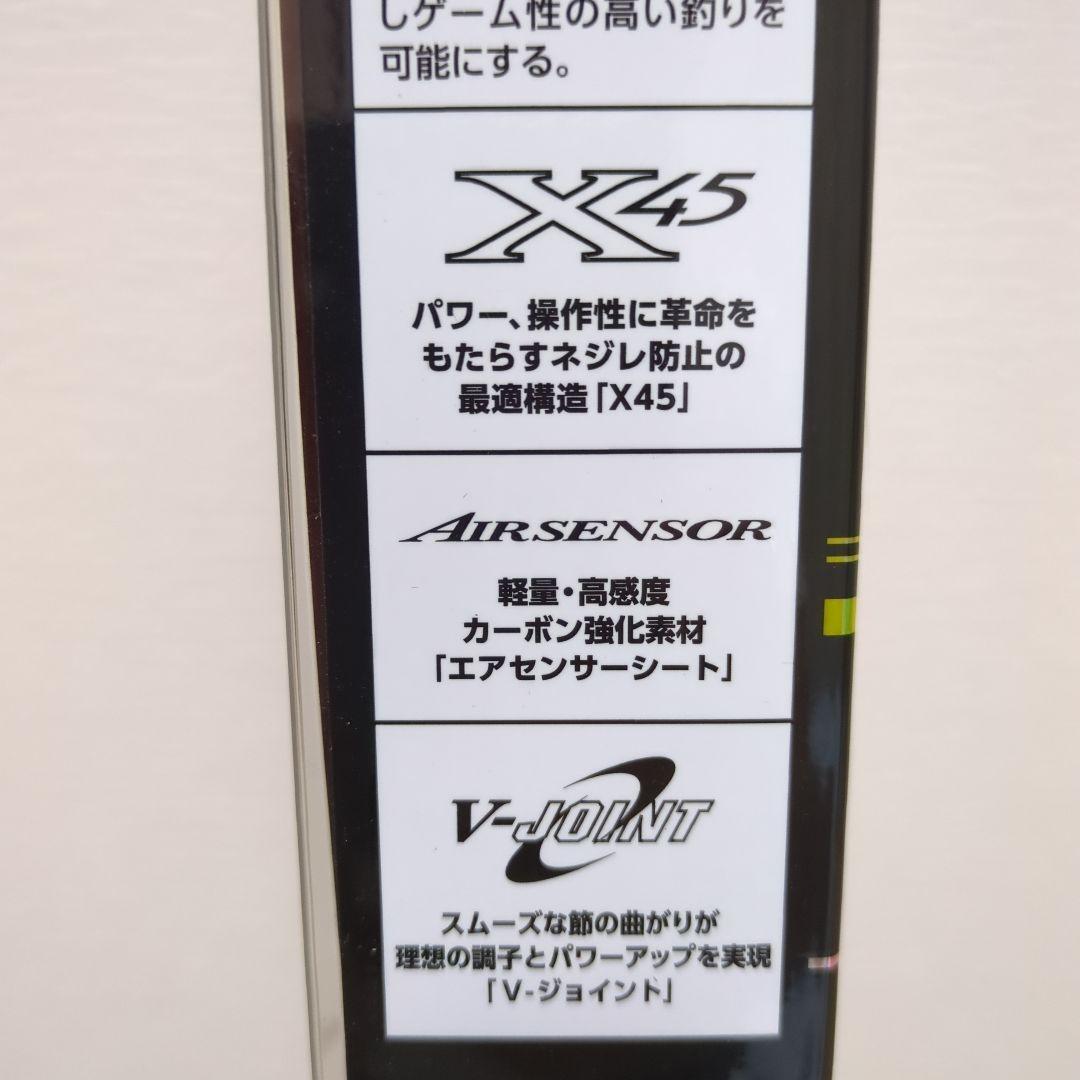 しゲーム性の高い釣りを
可能にする。
X45
パワー、操作性に革命を
もたらすネジレ防止の
最適構造「X45」
AIRSENSOR
軽量・高感度
カーボン強化素材
「エアセンサーシート」
V-JOINT
スムーズな節の曲がりが
理想の調子とパワーアップを実現
「V-ジョイント」